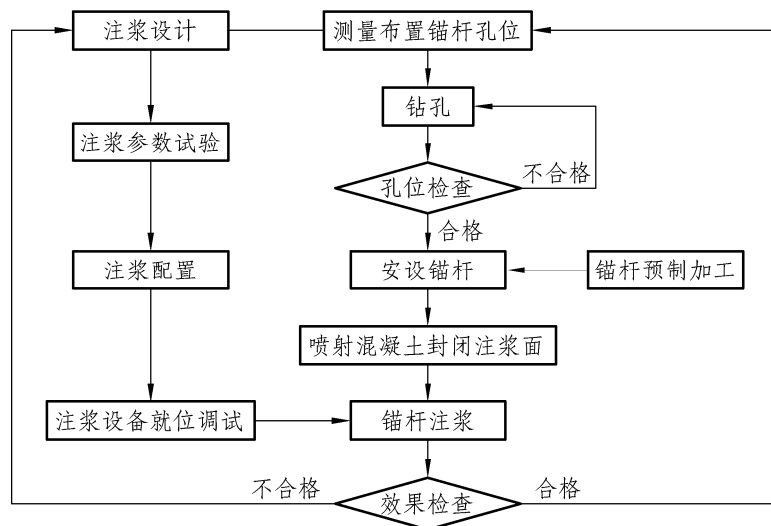 注浆设计
测量布置锚杆孔位
钻孔
注浆参数试验
孔位检查
不合格
合格
注浆配置
安设锚杆
锚杆预制加工
喷射混凝土封闭注浆面
注浆设备就位调试
锚杆注浆
不合格
效果检查
合格